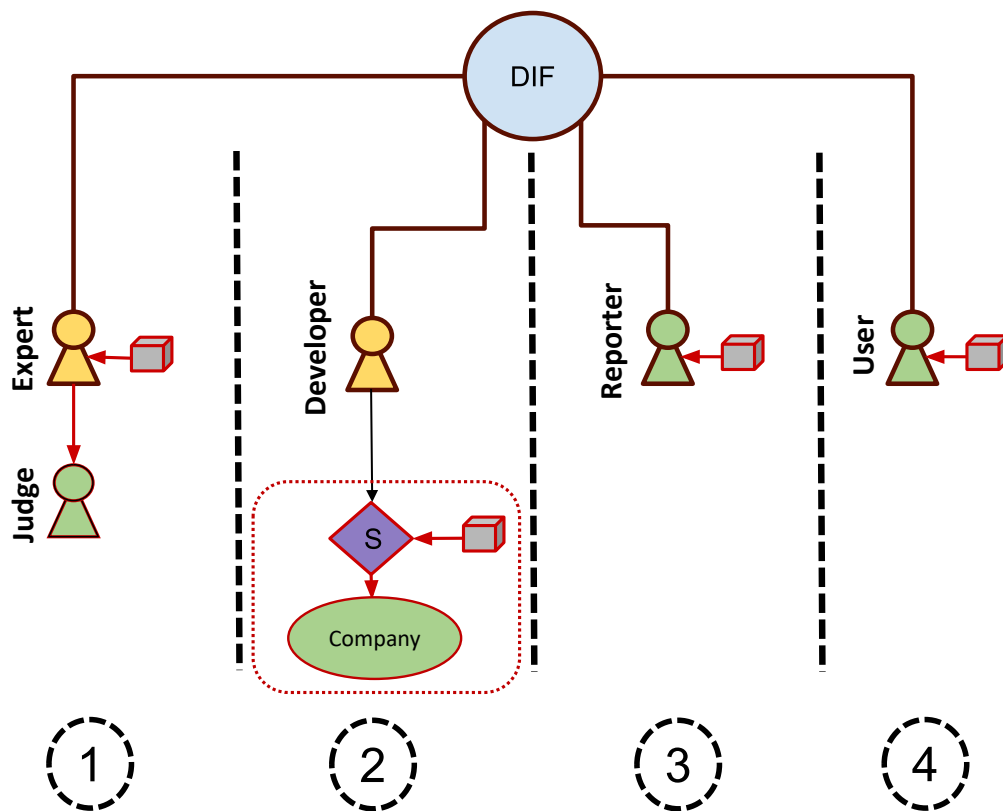 DIF
Expert
Developer
Reporter
User
Judge
S
Company
1
2
3
4